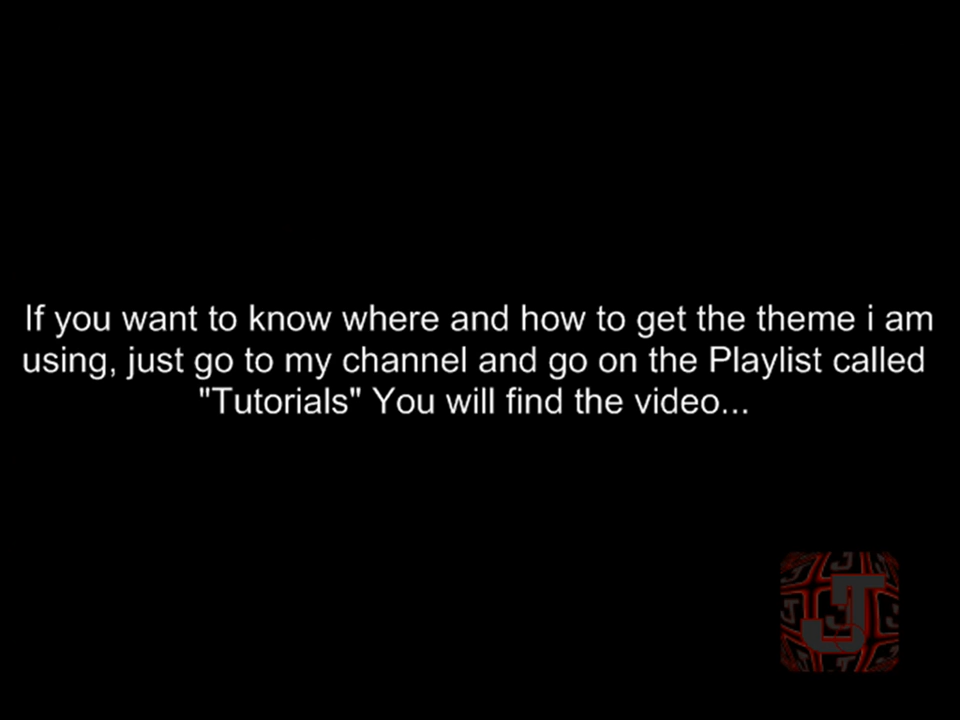 If you want to know where and how to get the theme i am
using, just go to my channel and go on the Playlist called
"Tutorials" You will find the video...
JT